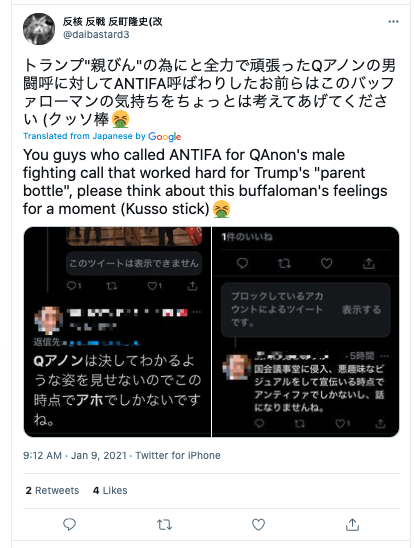 反核 反戦 反町隆史(改
@daibastard3
トランプ"親びん"の為にと全力で頑張ったQアノンの男
闘呼に対してANTIFA呼ばわりしたお前らはこのバッフ
ァローマンの気持ちをちょっとは考えてあげてくださ
い (クッソ棒🤮
Translated from Japanese by Google
You guys who called ANTIFA for QAnon's male
fighting call that worked hard for Trump's "parent
bottle", please think about this buffaloman's feelings
for a moment (Kusso stick)🤮
このツイートは表示できません
1
1
返信先
Qアノンは決してわかるよ
うな姿を見せないのでこの
時点でアホでしかないです
ね。
1件のいいね
ブロックしているアカ
ウントによるツイート
です。
表示する
· 5時間
国会議事堂に侵入、悪趣味なビ
ジュアルをして宣伝いる時点で
アンティファでしかないし、話
になりませんね。
1
9:12 AM · Jan 9, 2021 · Twitter for iPhone
2 Retweets 4 Likes